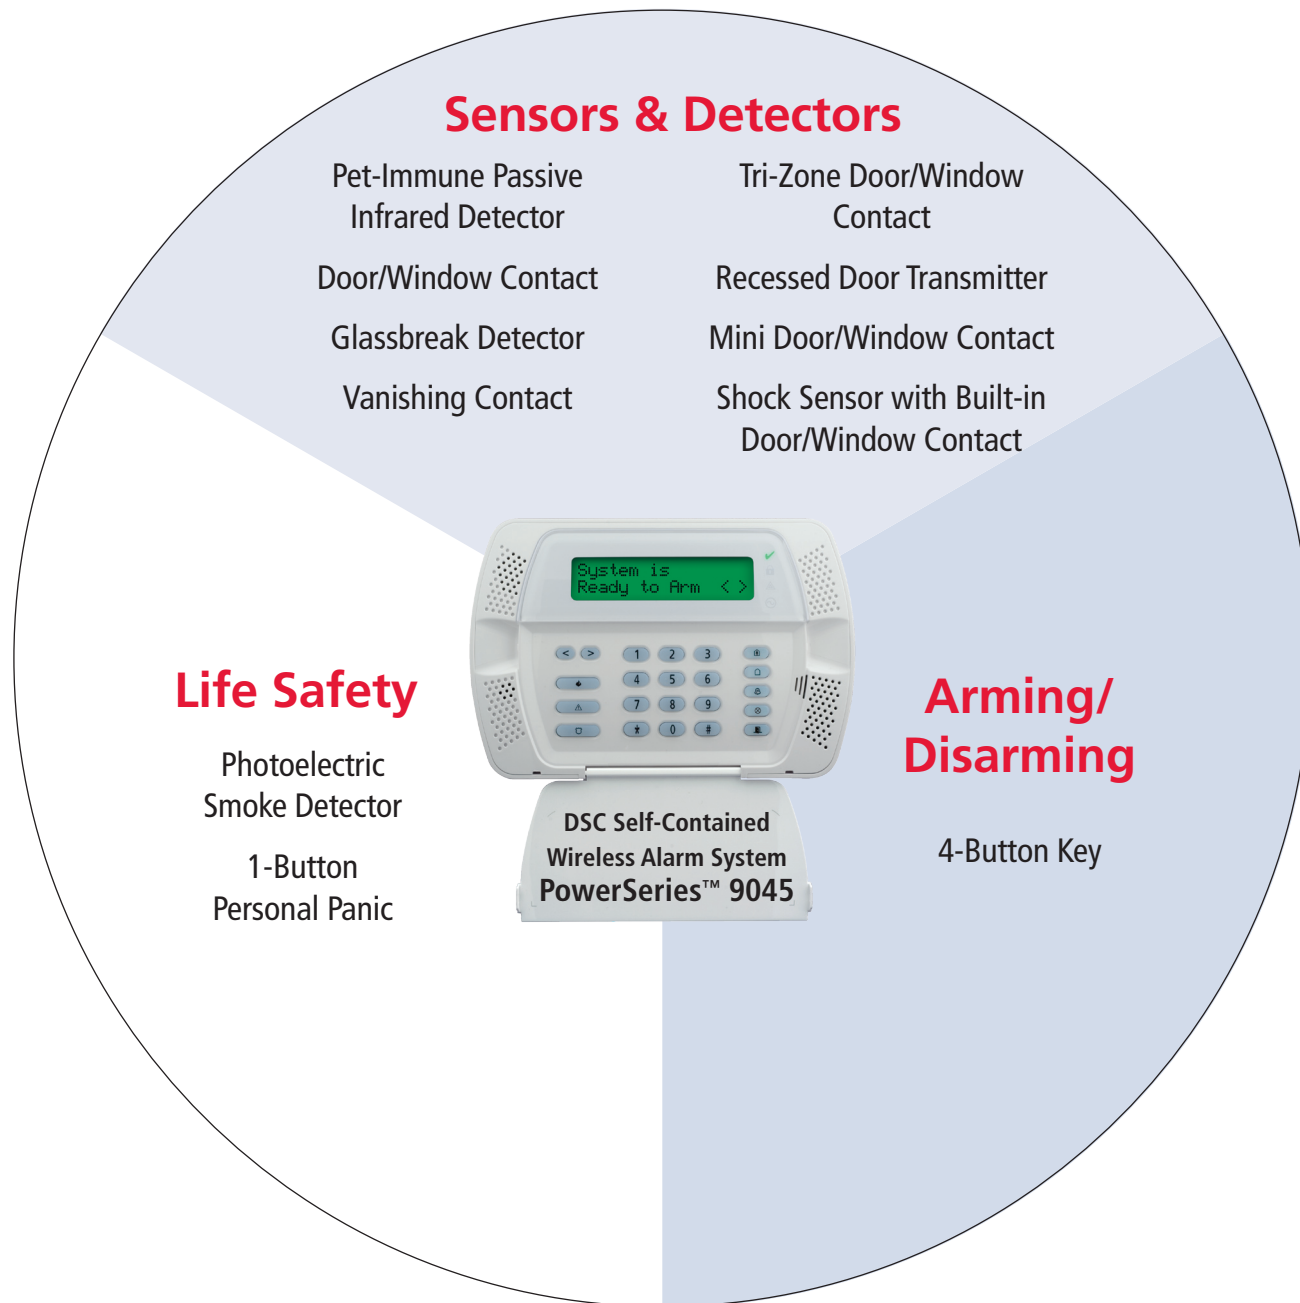 Sensors & Detectors
Pet-Immune Passive
Infrared Detector
Door/Window Contact
Glassbreak Detector
Vanishing Contact
Tri-Zone Door/Window
Contact
Recessed Door Transmitter
Mini Door/Window Contact
Shock Sensor with Built-in
Door/Window Contact
System is
Ready to Arm < >
< > 1 2 3
4 5 6
7 8 9
* 0 #
Life Safety
Photoelectric
Smoke Detector
1-Button
Personal Panic
Arming/
Disarming
4-Button Key
DSC Self-Contained
Wireless Alarm System
PowerSeries™ 9045